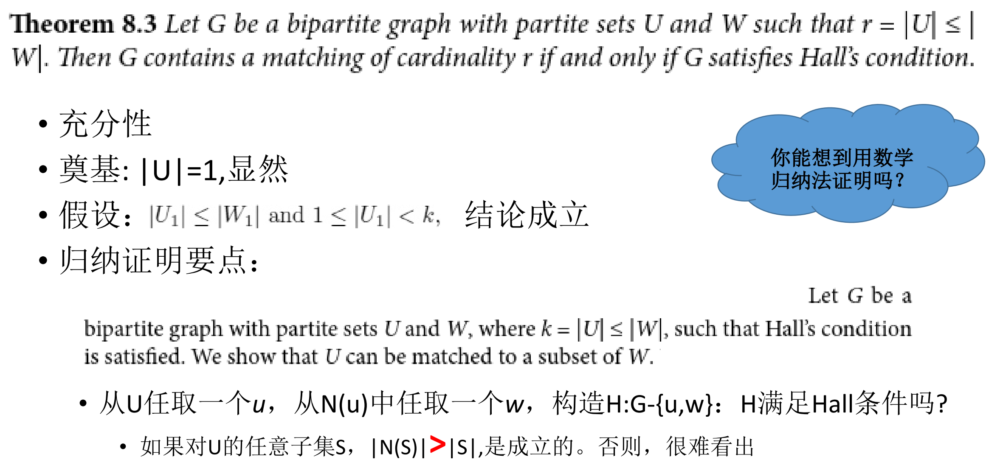 Theorem 8.3 Let G be a bipartite graph with partite sets U and W such that r = |U| ≤ |
W|. Then G contains a matching of cardinality r if and only if G satisfies Hall's condition.
• 充分性
• 奠基: |U|=1,显然
• 假设：|U₁| ≤ |W₁| and 1 ≤ |U₁| < k, 结论成立
• 归纳证明要点：
你能想到用数学
归纳法证明吗？
Let G be a
bipartite graph with partite sets U and W, where k = |U| ≤ |W|, such that Hall's condition
is satisfied. We show that U can be matched to a subset of W.
• 从U任取一个u，从N(u)中任取一个w，构造H:G-{u,w}：H满足Hall条件吗?
• 如果对U的任意子集S，|N(S)|>|S|,是成立的。否则，很难看出